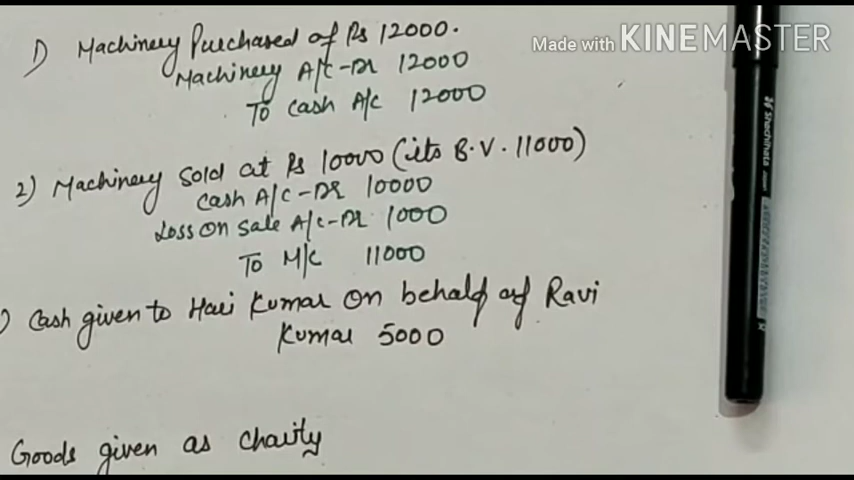 Made with KINEMASTER
1) Machinery Purchased of Rs 12000.
Machinery A/c - Dr 12000
To Cash A/c 12000
2) Machinery Sold at Rs 10000 (its B.V. 11000)
Cash A/c - Dr 10000
Loss On Sale A/c - Dr 1000
To M/c 11000
) Cash given to Hari Kumar On behalf of Ravi
Kumar 5000
Goods given as charity
Shachihata